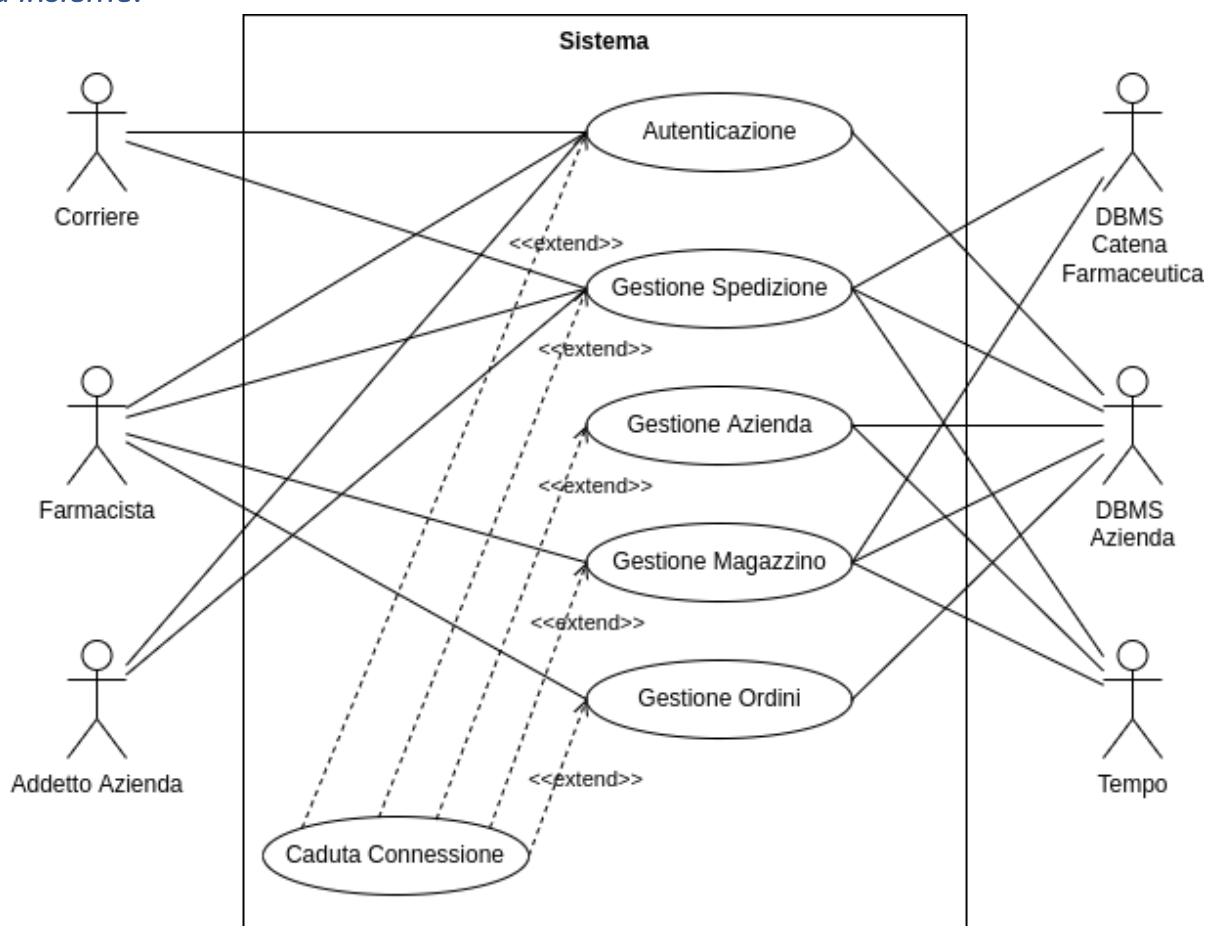 insieme.
Sistema
Autenticazione
Corriere
DBMS
Catena
Farmaceutica
<<extend>>
Gestione Spedizione
<<extend>>
Gestione Azienda
<<extend>>
Farmacista
DBMS
Azienda
Gestione Magazzino
<<extend>>
Gestione Ordini
<<extend>>
Addetto Azienda
Tempo
Caduta Connessione